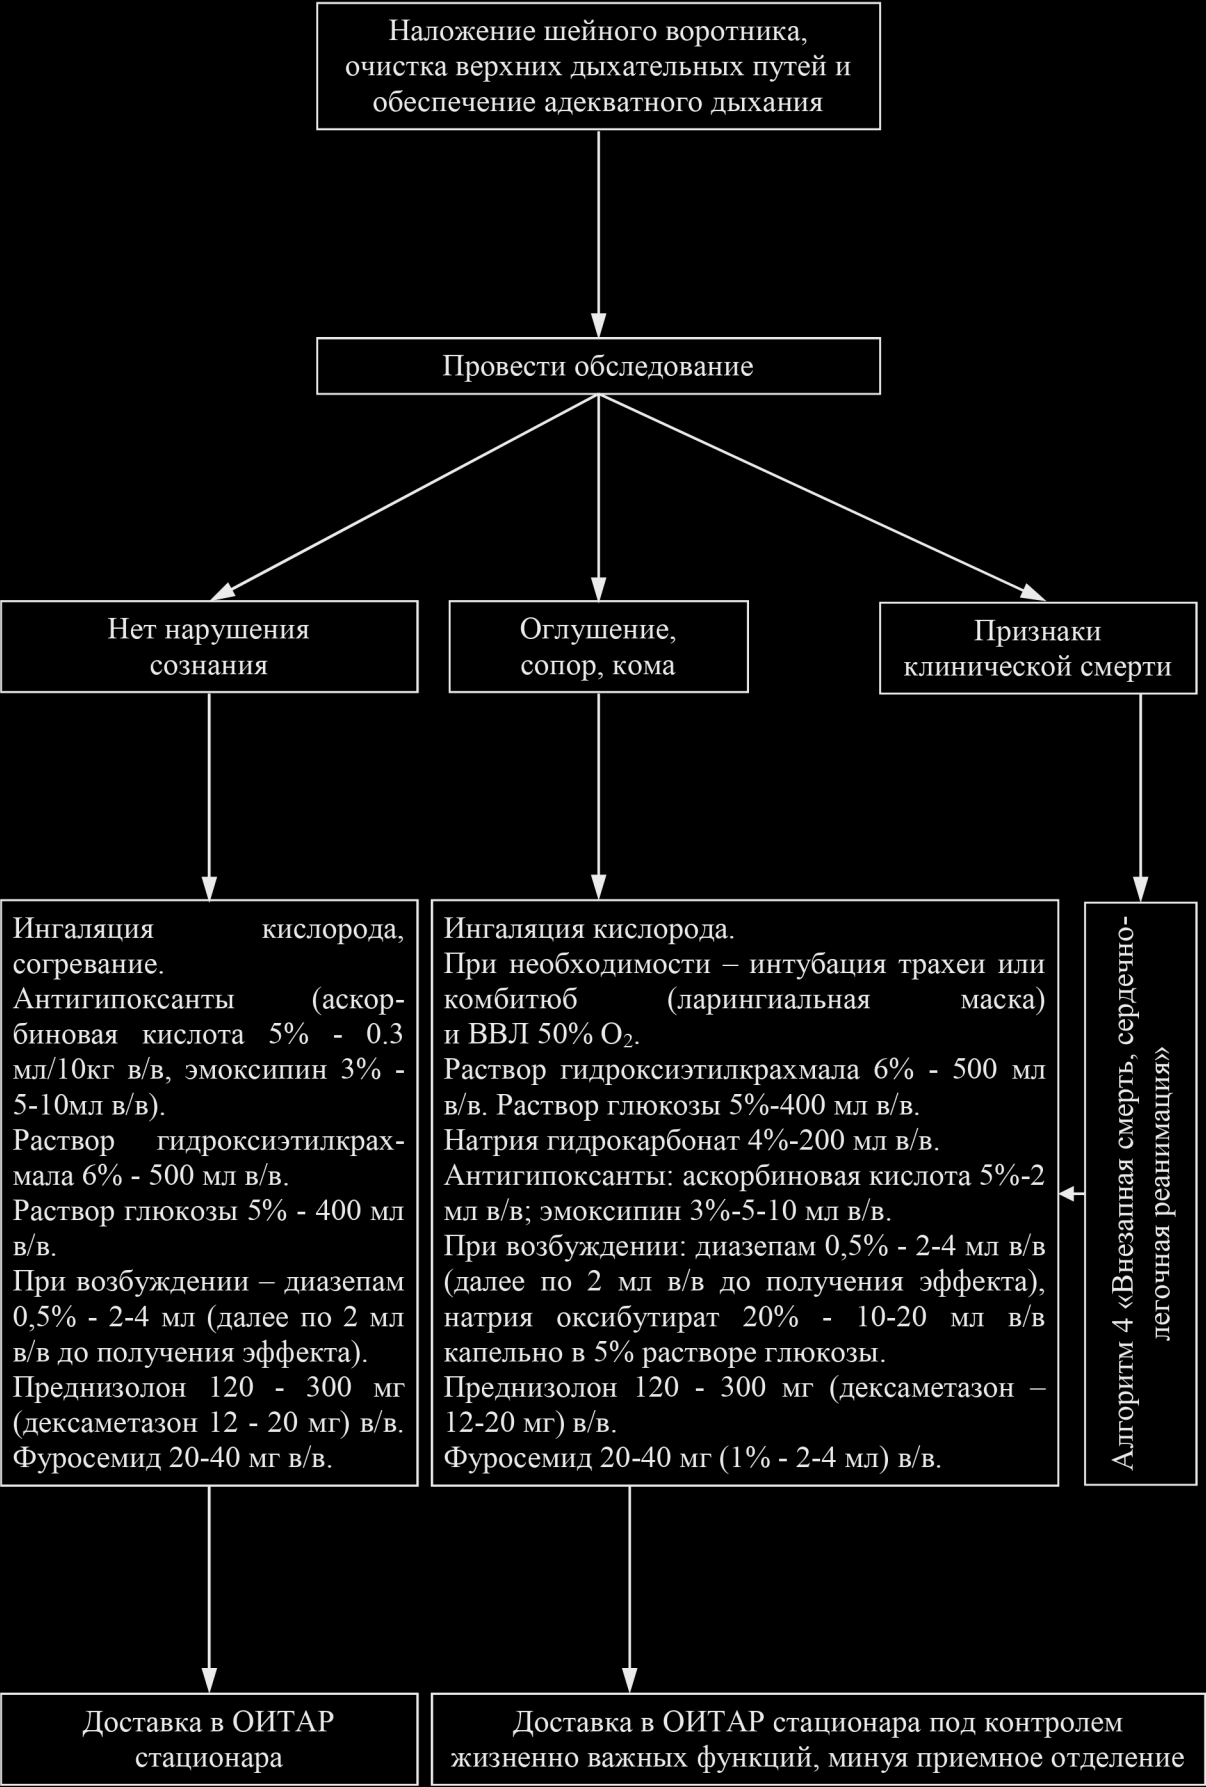 Наложение шейного воротника,
очистка верхних дыхательных путей и
обеспечение адекватного дыхания
Провести обследование
Нет нарушения
сознания
Оглушение,
сопор, кома
Признаки
клинической смерти
Ингаляция кислорода,
согревание.
Антигипоксанты (аскор-
биновая кислота 5% - 0.3
мл/10кг в/в, эмоксипин 3% -
5-10мл в/в).
Раствор гидроксиэтилкрах-
мала 6% - 500 мл в/в.
Раствор глюкозы 5% - 400 мл
в/в.
При возбуждении – диазепам
0,5% - 2-4 мл (далее по 2 мл
в/в до получения эффекта).
Преднизолон 120 - 300 мг
(дексаметазон 12 - 20 мг) в/в.
Фуросемид 20-40 мг в/в.
Ингаляция кислорода.
При необходимости – интубация трахеи или
комбитюб (ларингиальная маска)
и ВВЛ 50% O₂.
Раствор гидроксиэтилкрахмала 6% - 500 мл
в/в. Раствор глюкозы 5%-400 мл в/в.
Натрия гидрокарбонат 4%-200 мл в/в.
Антигипоксанты: аскорбиновая кислота 5%-2
мл в/в; эмоксипин 3%-5-10 мл в/в.
При возбуждении: диазепам 0,5% - 2-4 мл в/в
(далее по 2 мл в/в до получения эффекта),
натрия оксибутират 20% - 10-20 мл в/в
капельно в 5% растворе глюкозы.
Преднизолон 120 - 300 мг (дексаметазон –
12-20 мг) в/в.
Фуросемид 20-40 мг (1% - 2-4 мл) в/в.
Алгоритм 4 «Внезапная смерть, сердечно-
легочная реанимация»
Доставка в ОИТАР
стационара
Доставка в ОИТАР стационара под контролем
жизненно важных функций, минуя приемное отделение